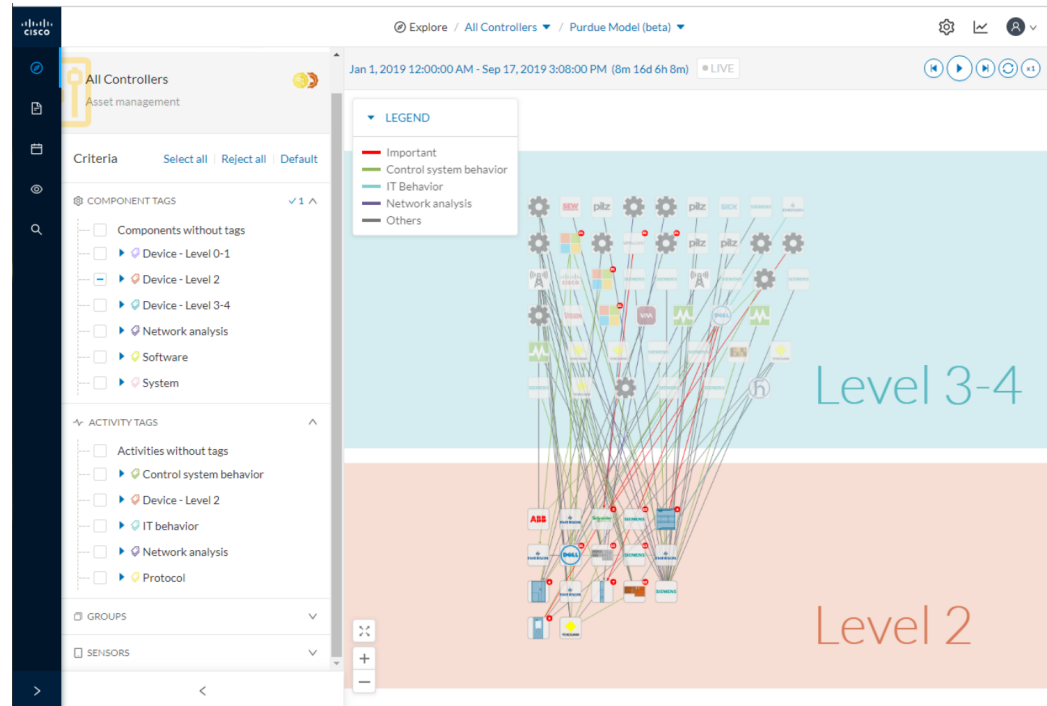 cisco
Explore / All Controllers / Purdue Model (beta)
All Controllers
Asset management
Jan 1, 2019 12:00:00 AM - Sep 17, 2019 3:08:00 PM (8m 16d 6h 8m) LIVE
x1
LEGEND
Important
Control system behavior
IT Behavior
Network analysis
Others
Criteria Select all Reject all Default
COMPONENT TAGS 1
Components without tags
Device - Level 0-1
Device - Level 2
Device - Level 3-4
Network analysis
Software
System
ACTIVITY TAGS
Activities without tags
Control system behavior
Device - Level 2
IT behavior
Network analysis
Protocol
GROUPS
SENSORS
pilz pilz
pilz pilz
cisco
DELL
Level 3-4
ABB SIEMENS
DELL SIEMENS
SIEMENS
Level 2